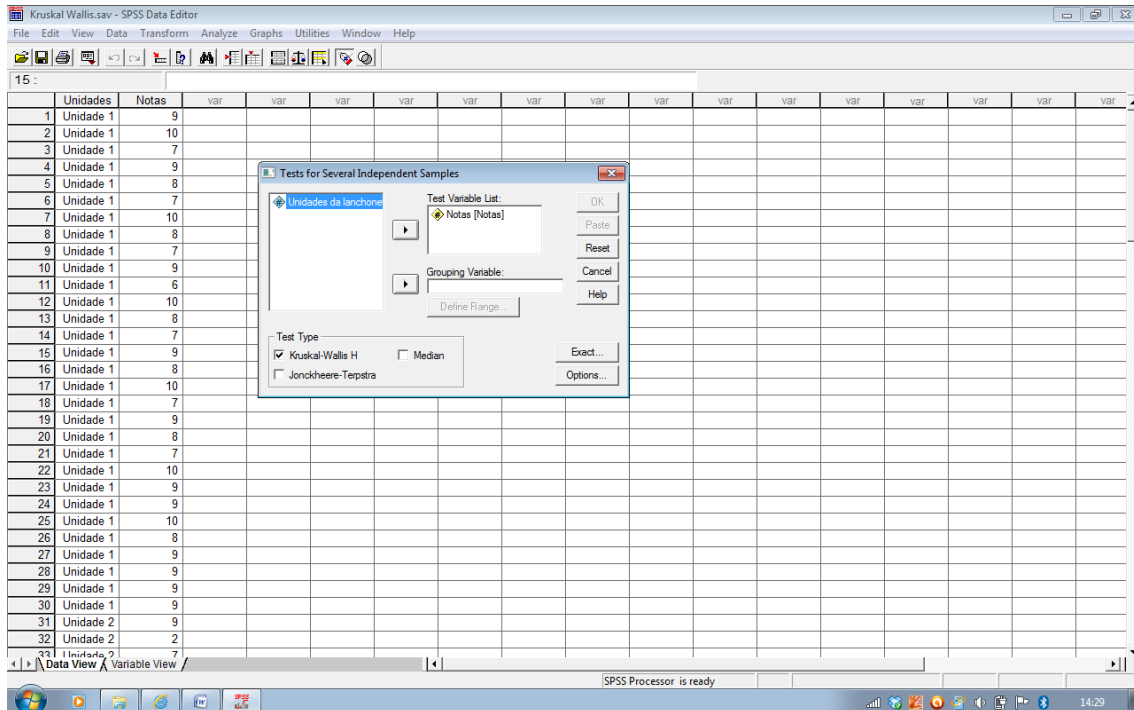 Kruskal Wallis.sav - SPSS Data Editor
File Edit View Data Transform Analyze Graphs Utilities Window Help
15 :
Unidades Notas var var var var var var var var var var var var var var var
1 Unidade 1 9
2 Unidade 1 10
3 Unidade 1 7
4 Unidade 1 9
5 Unidade 1 8
6 Unidade 1 7
7 Unidade 1 10
8 Unidade 1 8
9 Unidade 1 7
10 Unidade 1 9
11 Unidade 1 6
12 Unidade 1 10
13 Unidade 1 8
14 Unidade 1 7
15 Unidade 1 9
16 Unidade 1 8
17 Unidade 1 10
18 Unidade 1 7
19 Unidade 1 9
20 Unidade 1 8
21 Unidade 1 7
22 Unidade 1 10
23 Unidade 1 9
24 Unidade 1 9
25 Unidade 1 10
26 Unidade 1 8
27 Unidade 1 9
28 Unidade 1 9
29 Unidade 1 9
30 Unidade 1 9
31 Unidade 2 9
32 Unidade 2 2
33 Unidade 2 7
Tests for Several Independent Samples
Unidades da lanchone
Test Variable List:
Notas [Notas]
Grouping Variable:
Define Range...
OK
Paste
Reset
Cancel
Help
Test Type
Kruskal-Wallis H Median
Jonckheere-Terpstra
Exact...
Options...
Data View Variable View
SPSS Processor is ready
14:29